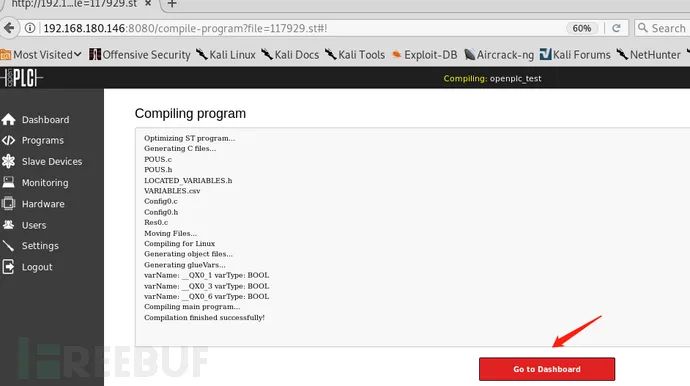 http://192.1...le=117929.st
192.168.180.146:8080/compile-program?file=117929.st#!
60%
Search
Most Visited
Offensive Security
Kali Linux
Kali Docs
Kali Tools
Exploit-DB
Aircrack-ng
Kali Forums
NetHunter
OPEN
PLC
Compiling: openplc_test
Dashboard
Programs
Slave Devices
Monitoring
Hardware
Users
Settings
Logout
Compiling program
Optimizing ST program...
Generating C files...
POUS.c
POUS.h
LOCATED_VARIABLES.h
VARIABLES.csv
Config0.c
Config0.h
Res0.c
Moving Files...
Compiling for Linux
Generating object files...
Generating glueVars...
varName: __QX0_1 varType: BOOL
varName: __QX0_3 varType: BOOL
varName: __QX0_6 varType: BOOL
Compiling main program...
Compilation finished successfully!
Go to Dashboard
FREEBUF